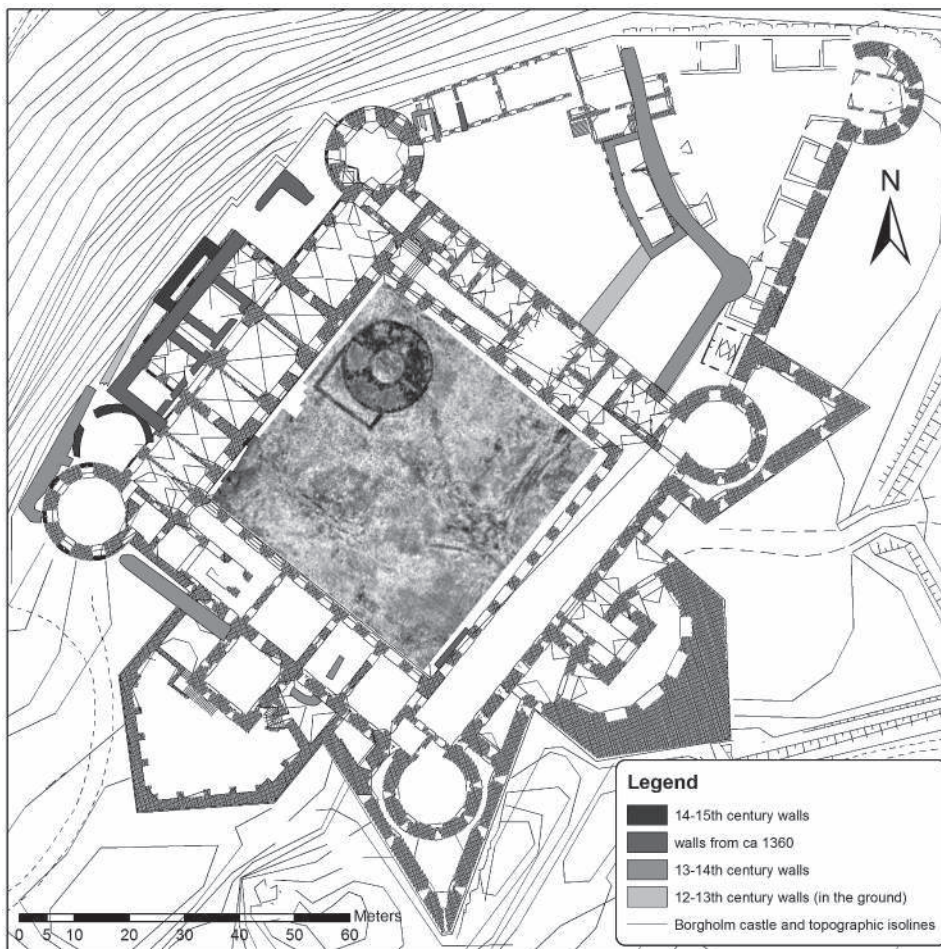 N
Legend
14-15th century walls
walls from ca 1360
13-14th century walls
12-13th century walls (in the ground)
Borgholm castle and topographic isolines
Meters
0 5 10 20 30 40 50 60